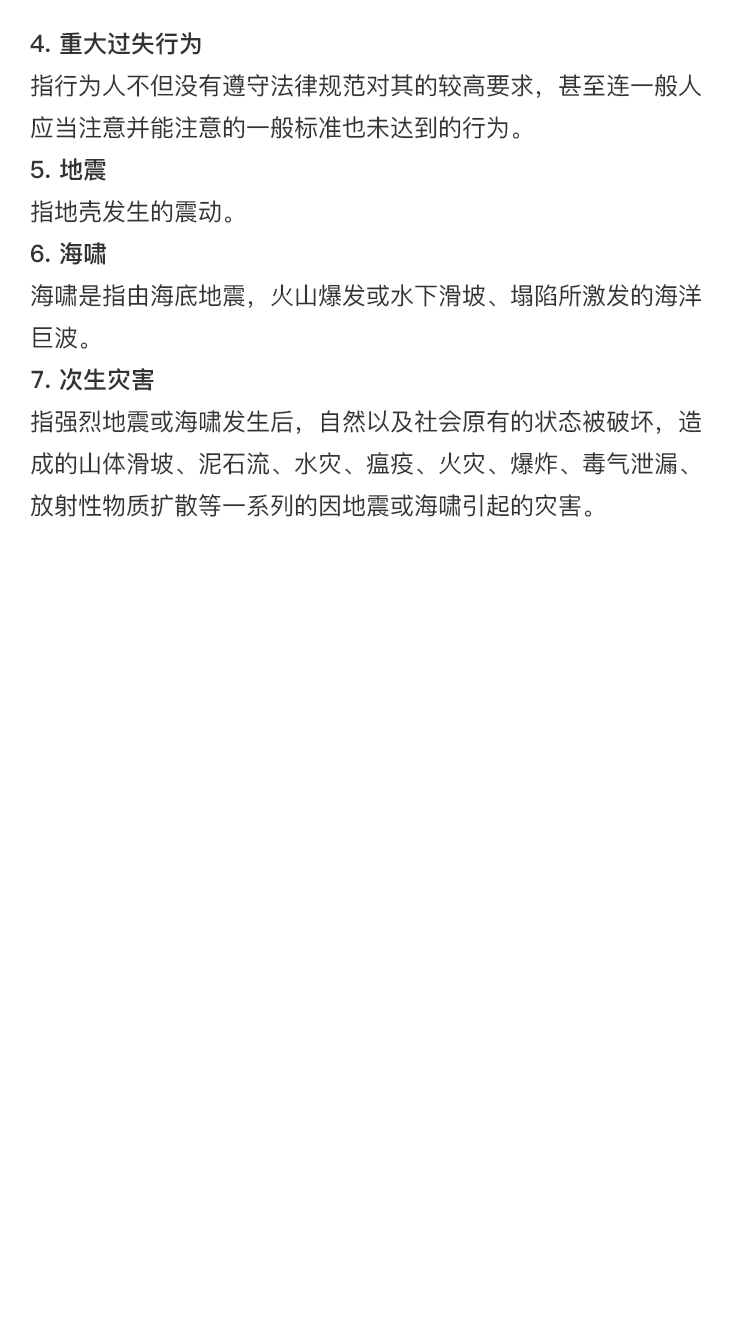 4. 重大过失行为
指行为人不但没有遵守法律规范对其的较高要求，甚至连一般人
应当注意并能注意的一般标准也未达到的行为。
5. 地震
指地壳发生的震动。
6. 海啸
海啸是指由海底地震，火山爆发或水下滑坡、塌陷所激发的海洋
巨波。
7. 次生灾害
指强烈地震或海啸发生后，自然以及社会原有的状态被破坏，造
成的山体滑坡、泥石流、水灾、瘟疫、火灾、爆炸、毒气泄漏、
放射性物质扩散等一系列的因地震或海啸引起的灾害。